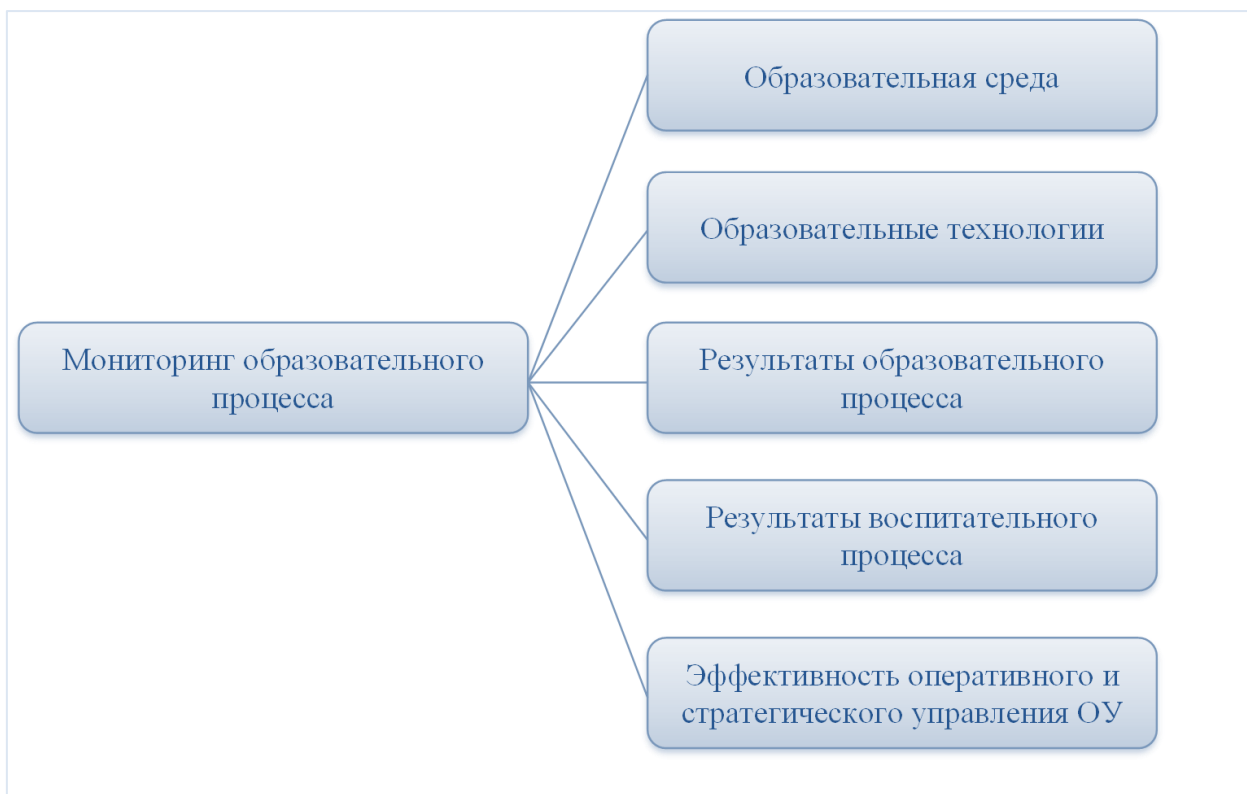 Образовательная среда
Образовательные технологии
Мониторинг образовательного
процесса
Результаты образовательного
процесса
Результаты воспитательного
процесса
Эффективность оперативного и
стратегического управления ОУ